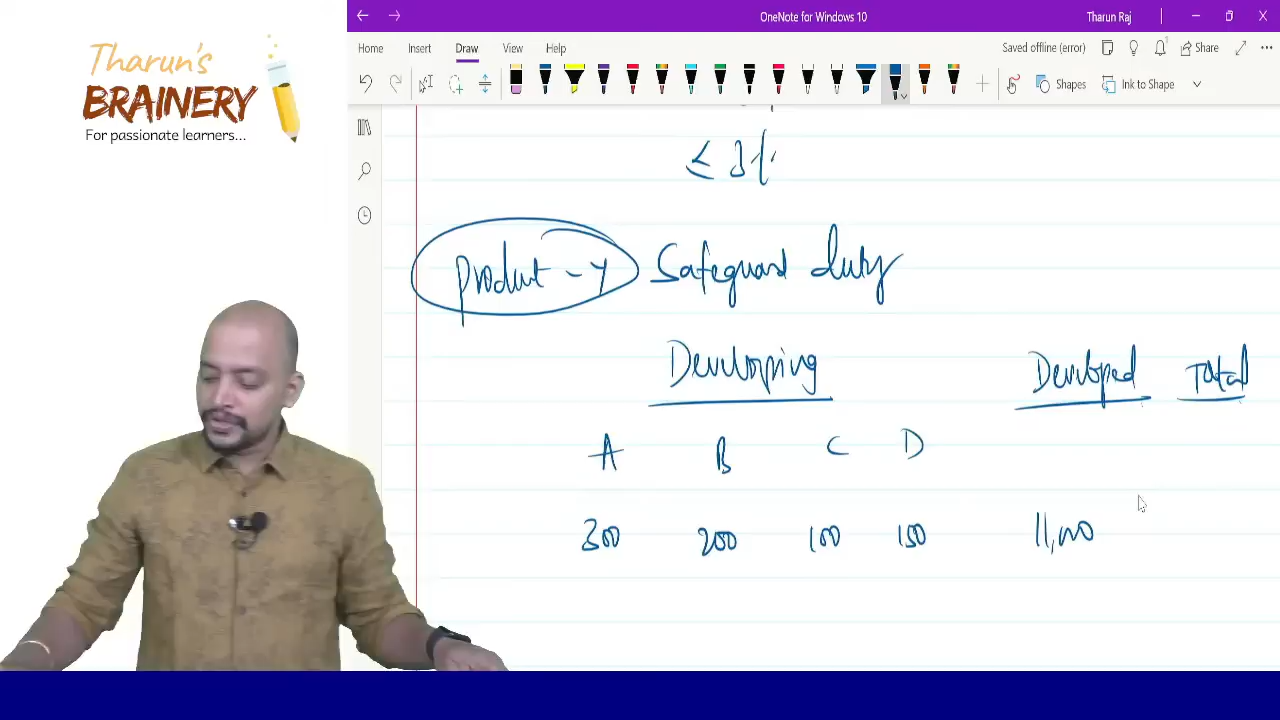 OneNote for Windows 10
Tharun Raj
Tharun's
BRAINERY
For passionate learners...
Home Insert Draw View Help
Saved offline (error)
Share
Shapes
Ink to Shape
≤ 3%
Product - Y Safeguard duty
Developing Developed Total
A B C D
300 200 100 150 11,000